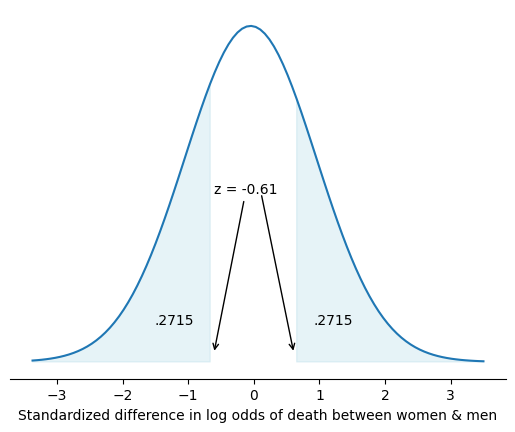 z = -0.61
.2715 .2715
−3 −2 −1 0 1 2 3
Standardized difference in log odds of death between women & men